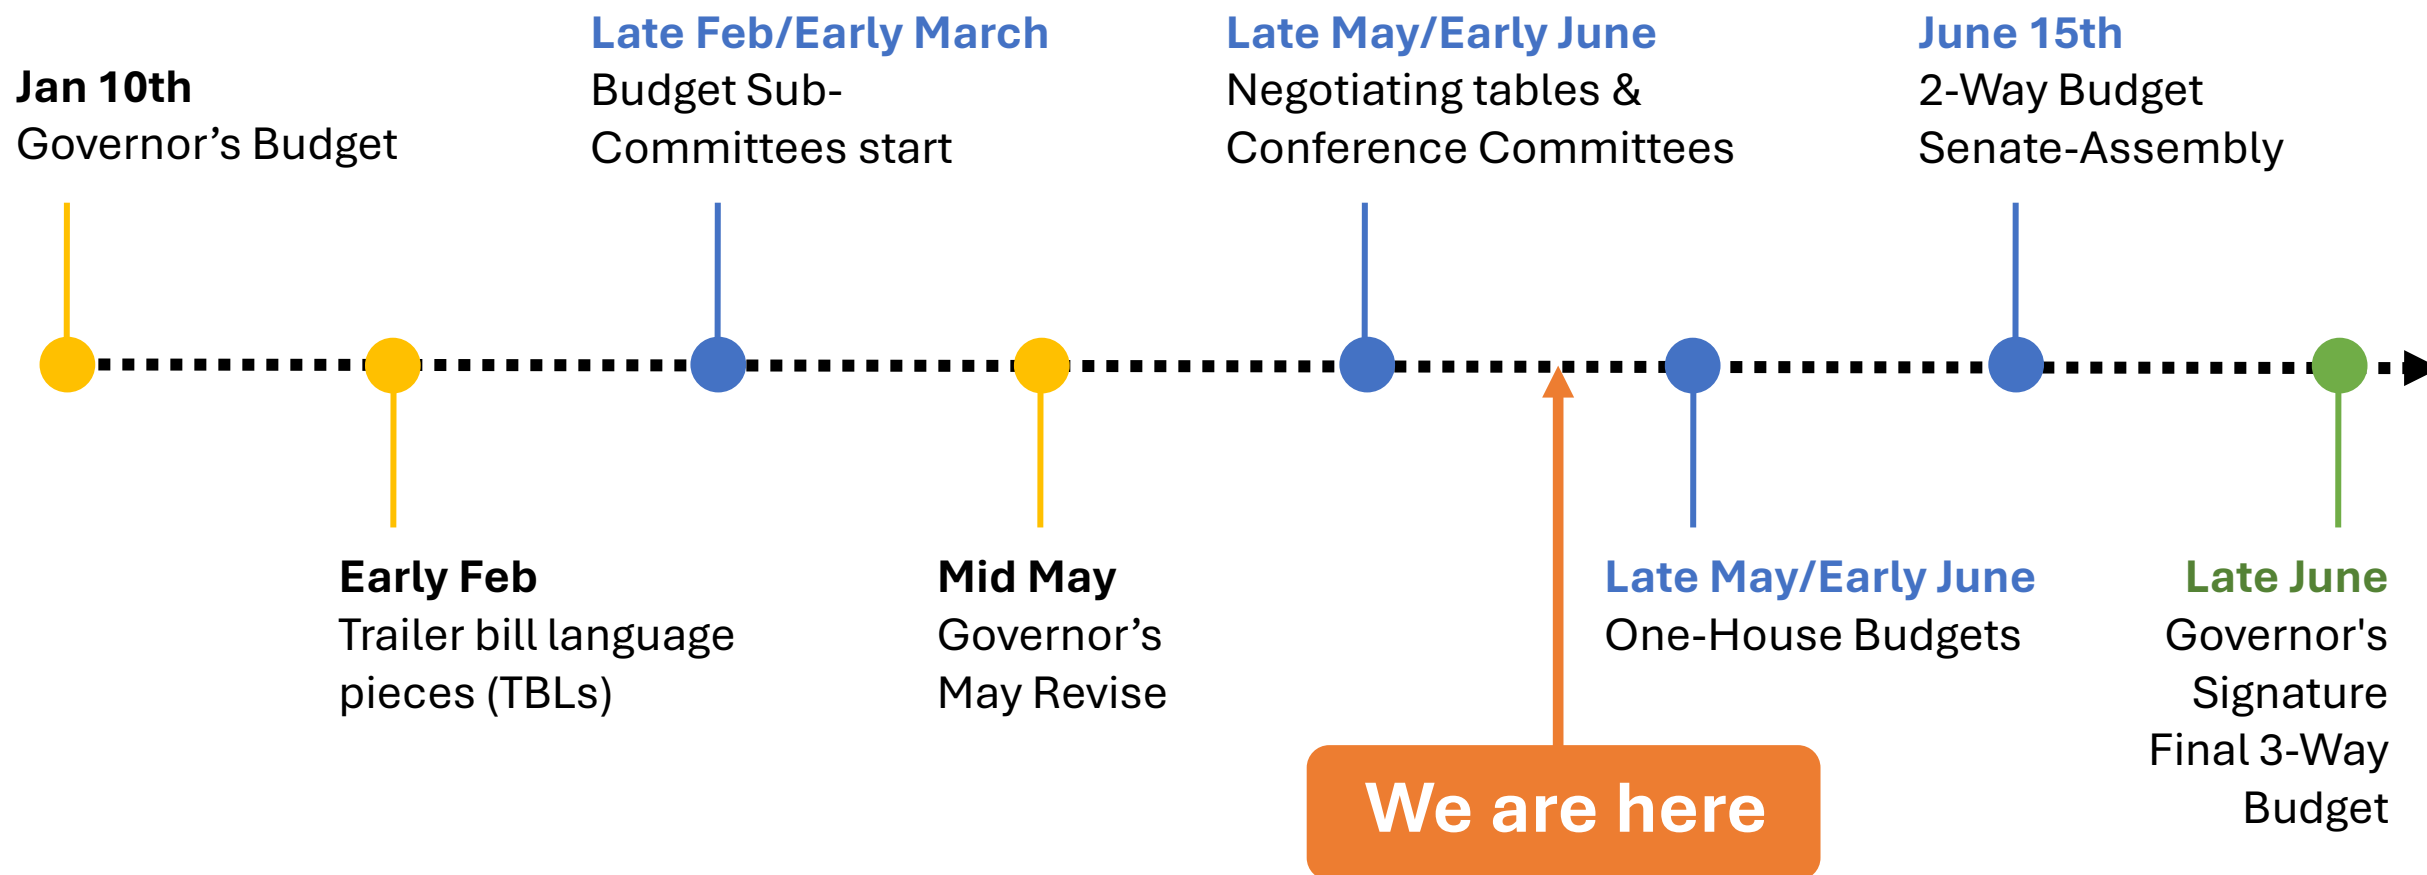 Jan 10th
Governor’s Budget
Late Feb/Early March
Budget Sub-
Committees start
Late May/Early June
Negotiating tables &
Conference Committees
June 15th
2-Way Budget
Senate-Assembly
Early Feb
Trailer bill language
pieces (TBLs)
Mid May
Governor’s
May Revise
We are here
Late May/Early June
One-House Budgets
Late June
Governor's
Signature
Final 3-Way
Budget